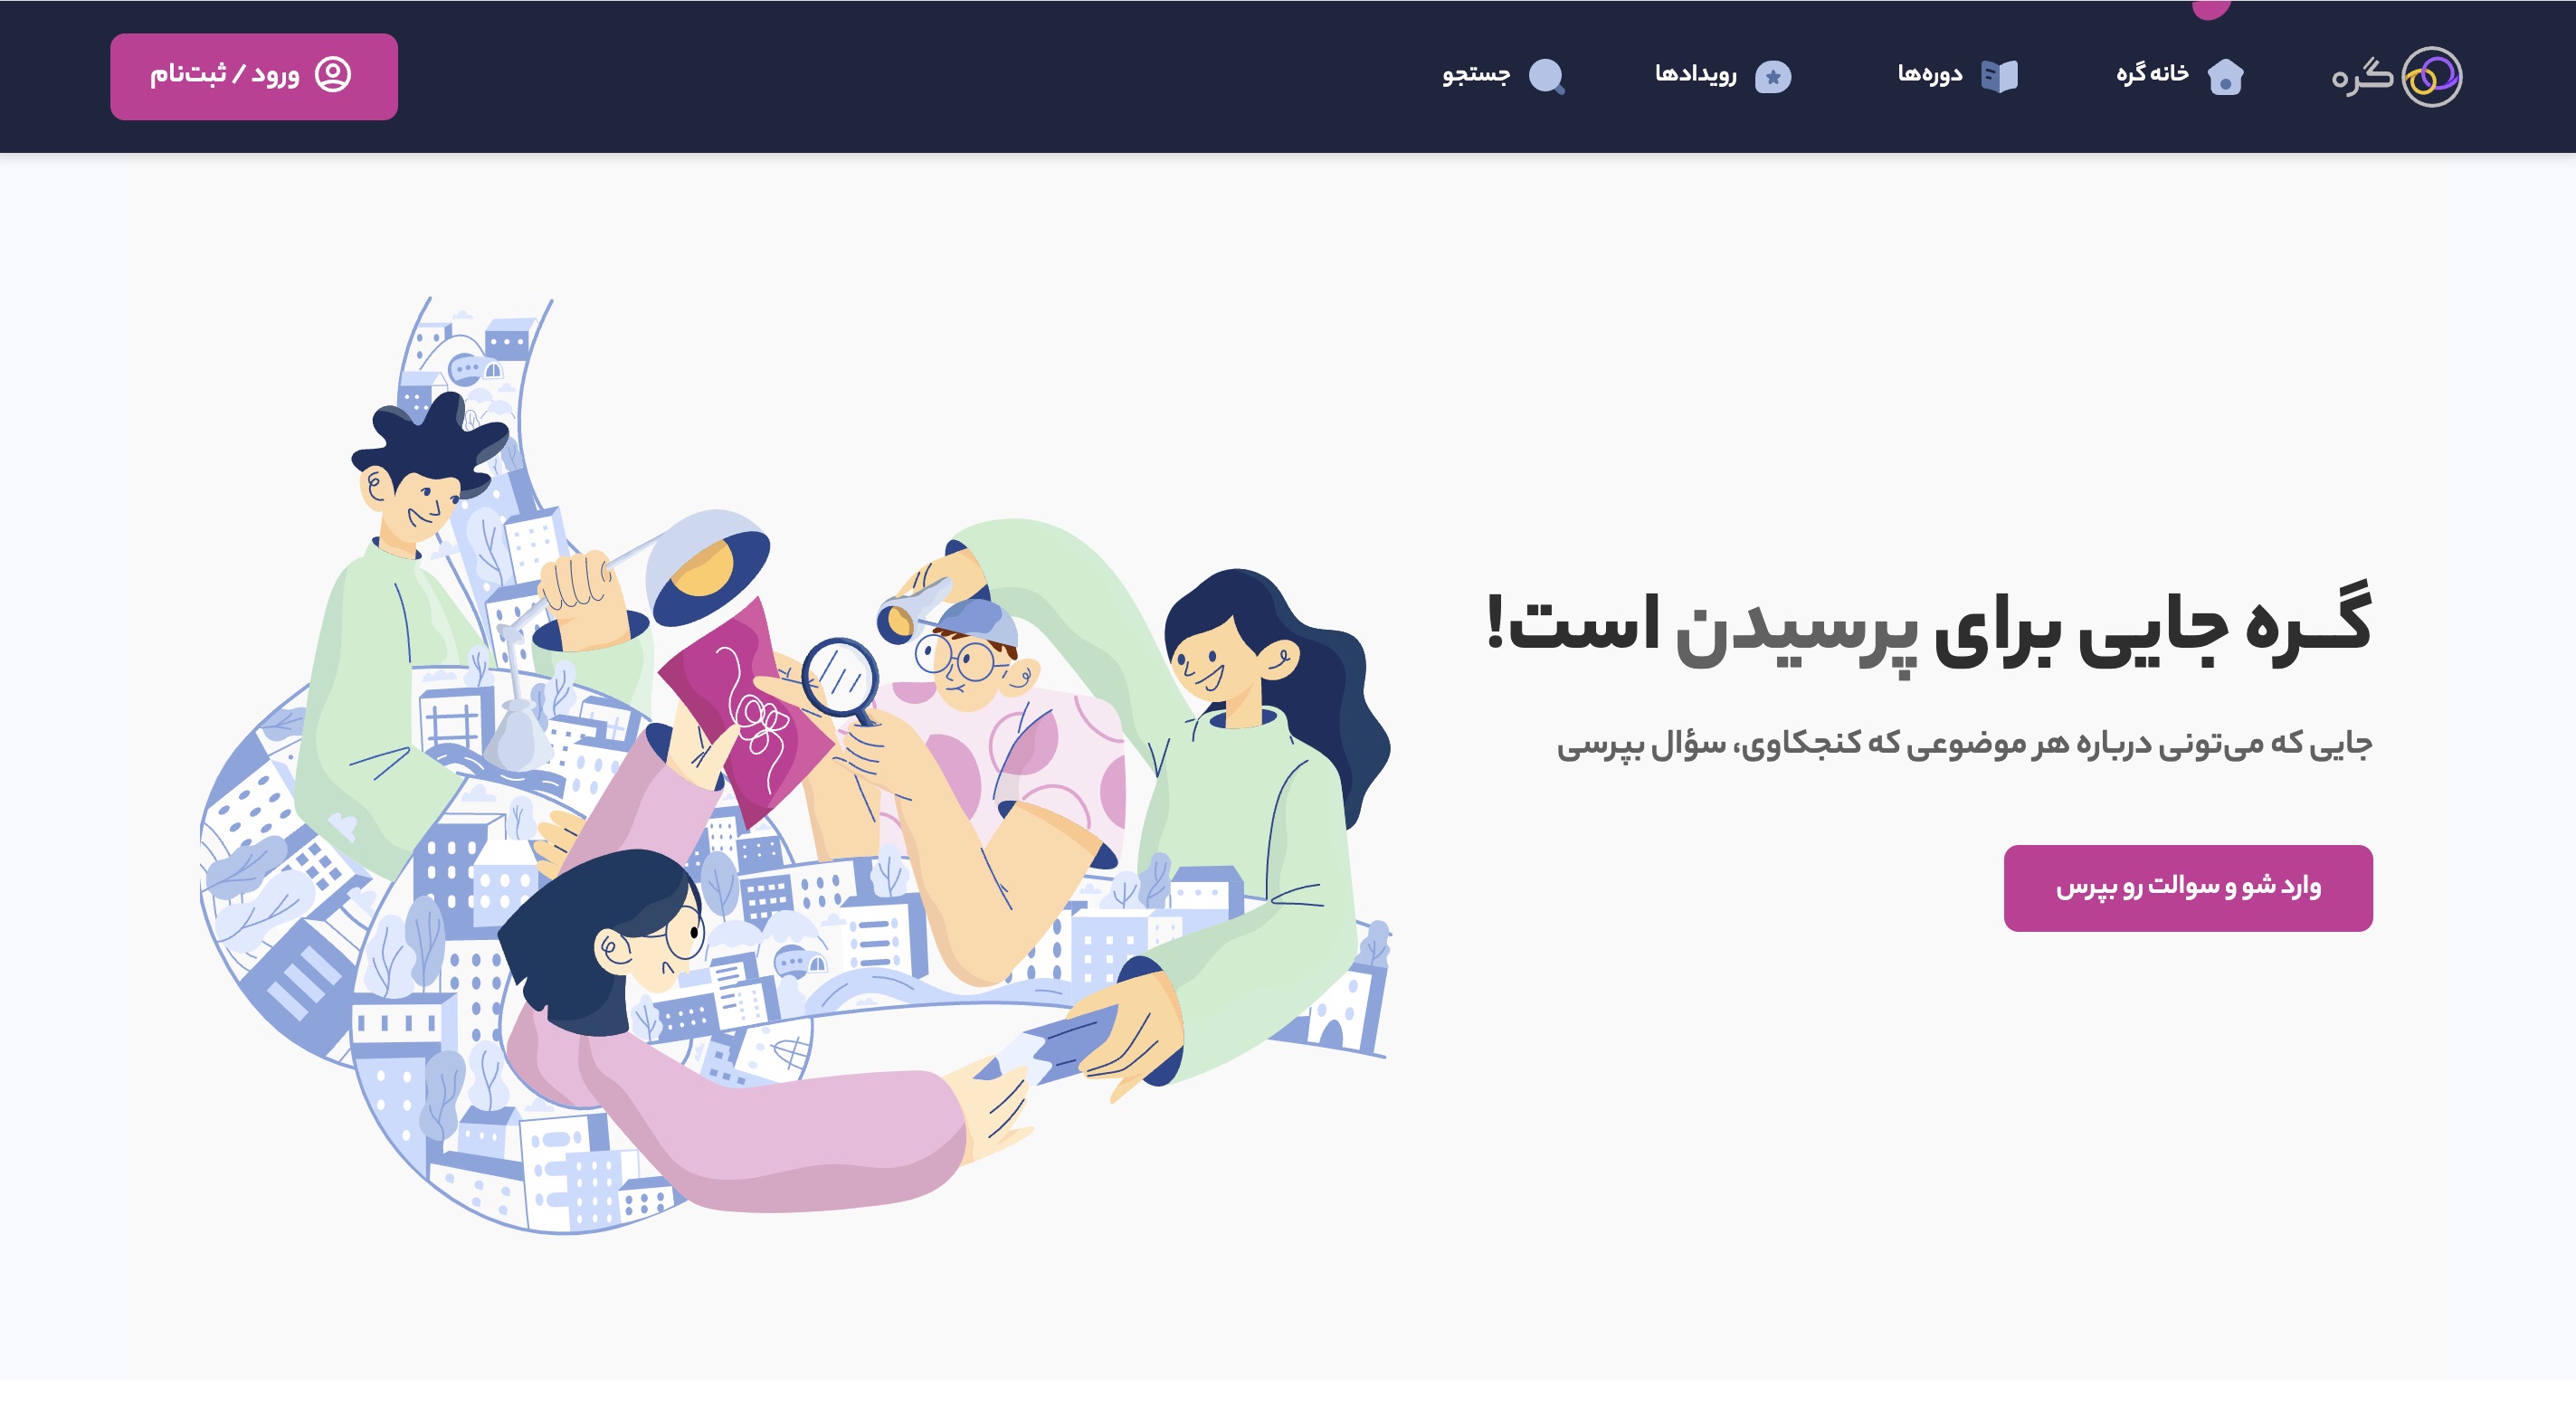 گره
خانه گره
دوره‌ها
رویدادها
جستجو
ورود / ثبت‌نام
گـره جایی برای پرسیدن است!
جایی که می‌تونی درباره هر موضوعی که کنجکاوی، سؤال بپرسی
وارد شو و سوالت رو بپرس